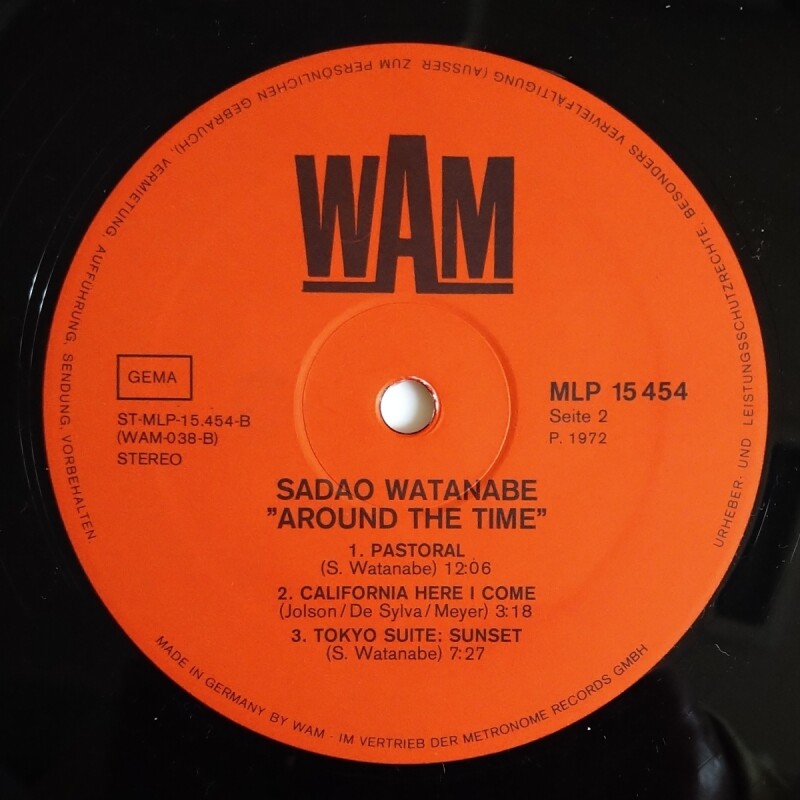 URHEBER- UND LEISTUNGSSCHUTZRECHTE, BESONDERS VERVIELFÄLTIGUNG (AUSSER ZUM PERSÖNLICHEN GEBRAUCH), VERMIETUNG, AUFFÜHRUNG, SENDUNG, VORBEHALTEN.
WAM
GEMA
ST-MLP-15.454-B
(WAM-038-B)
STEREO
MLP 15 454
Seite 2
P. 1972
SADAO WATANABE
"AROUND THE TIME"
1. PASTORAL
(S. Watanabe) 12:06
2. CALIFORNIA HERE I COME
(Jolson/De Sylva/Meyer) 3:18
3. TOKYO SUITE: SUNSET
(S. Watanabe) 7:27
MADE IN GERMANY BY WAM · IM VERTRIEB DER METRONOME RECORDS GMBH